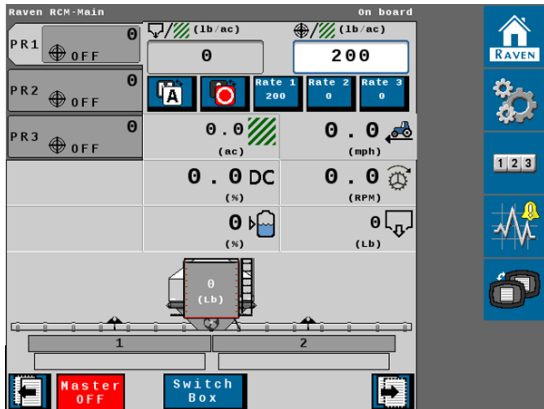 Raven RCM-Main
On board
PR1 0
OFF
(lb/ac)
0
(lb/ac)
200
PR2 0
OFF
A
Rate 1
200
Rate 2
0
Rate 3
0
PR3 0
OFF
0.0
(ac)
0.0
(mph)
0.0 DC
(%)
0.0
(RPM)
0
(%)
0
(Lb)
0
(Lb)
1
2
Master
OFF
Switch
Box
RAVEN
1 2 3